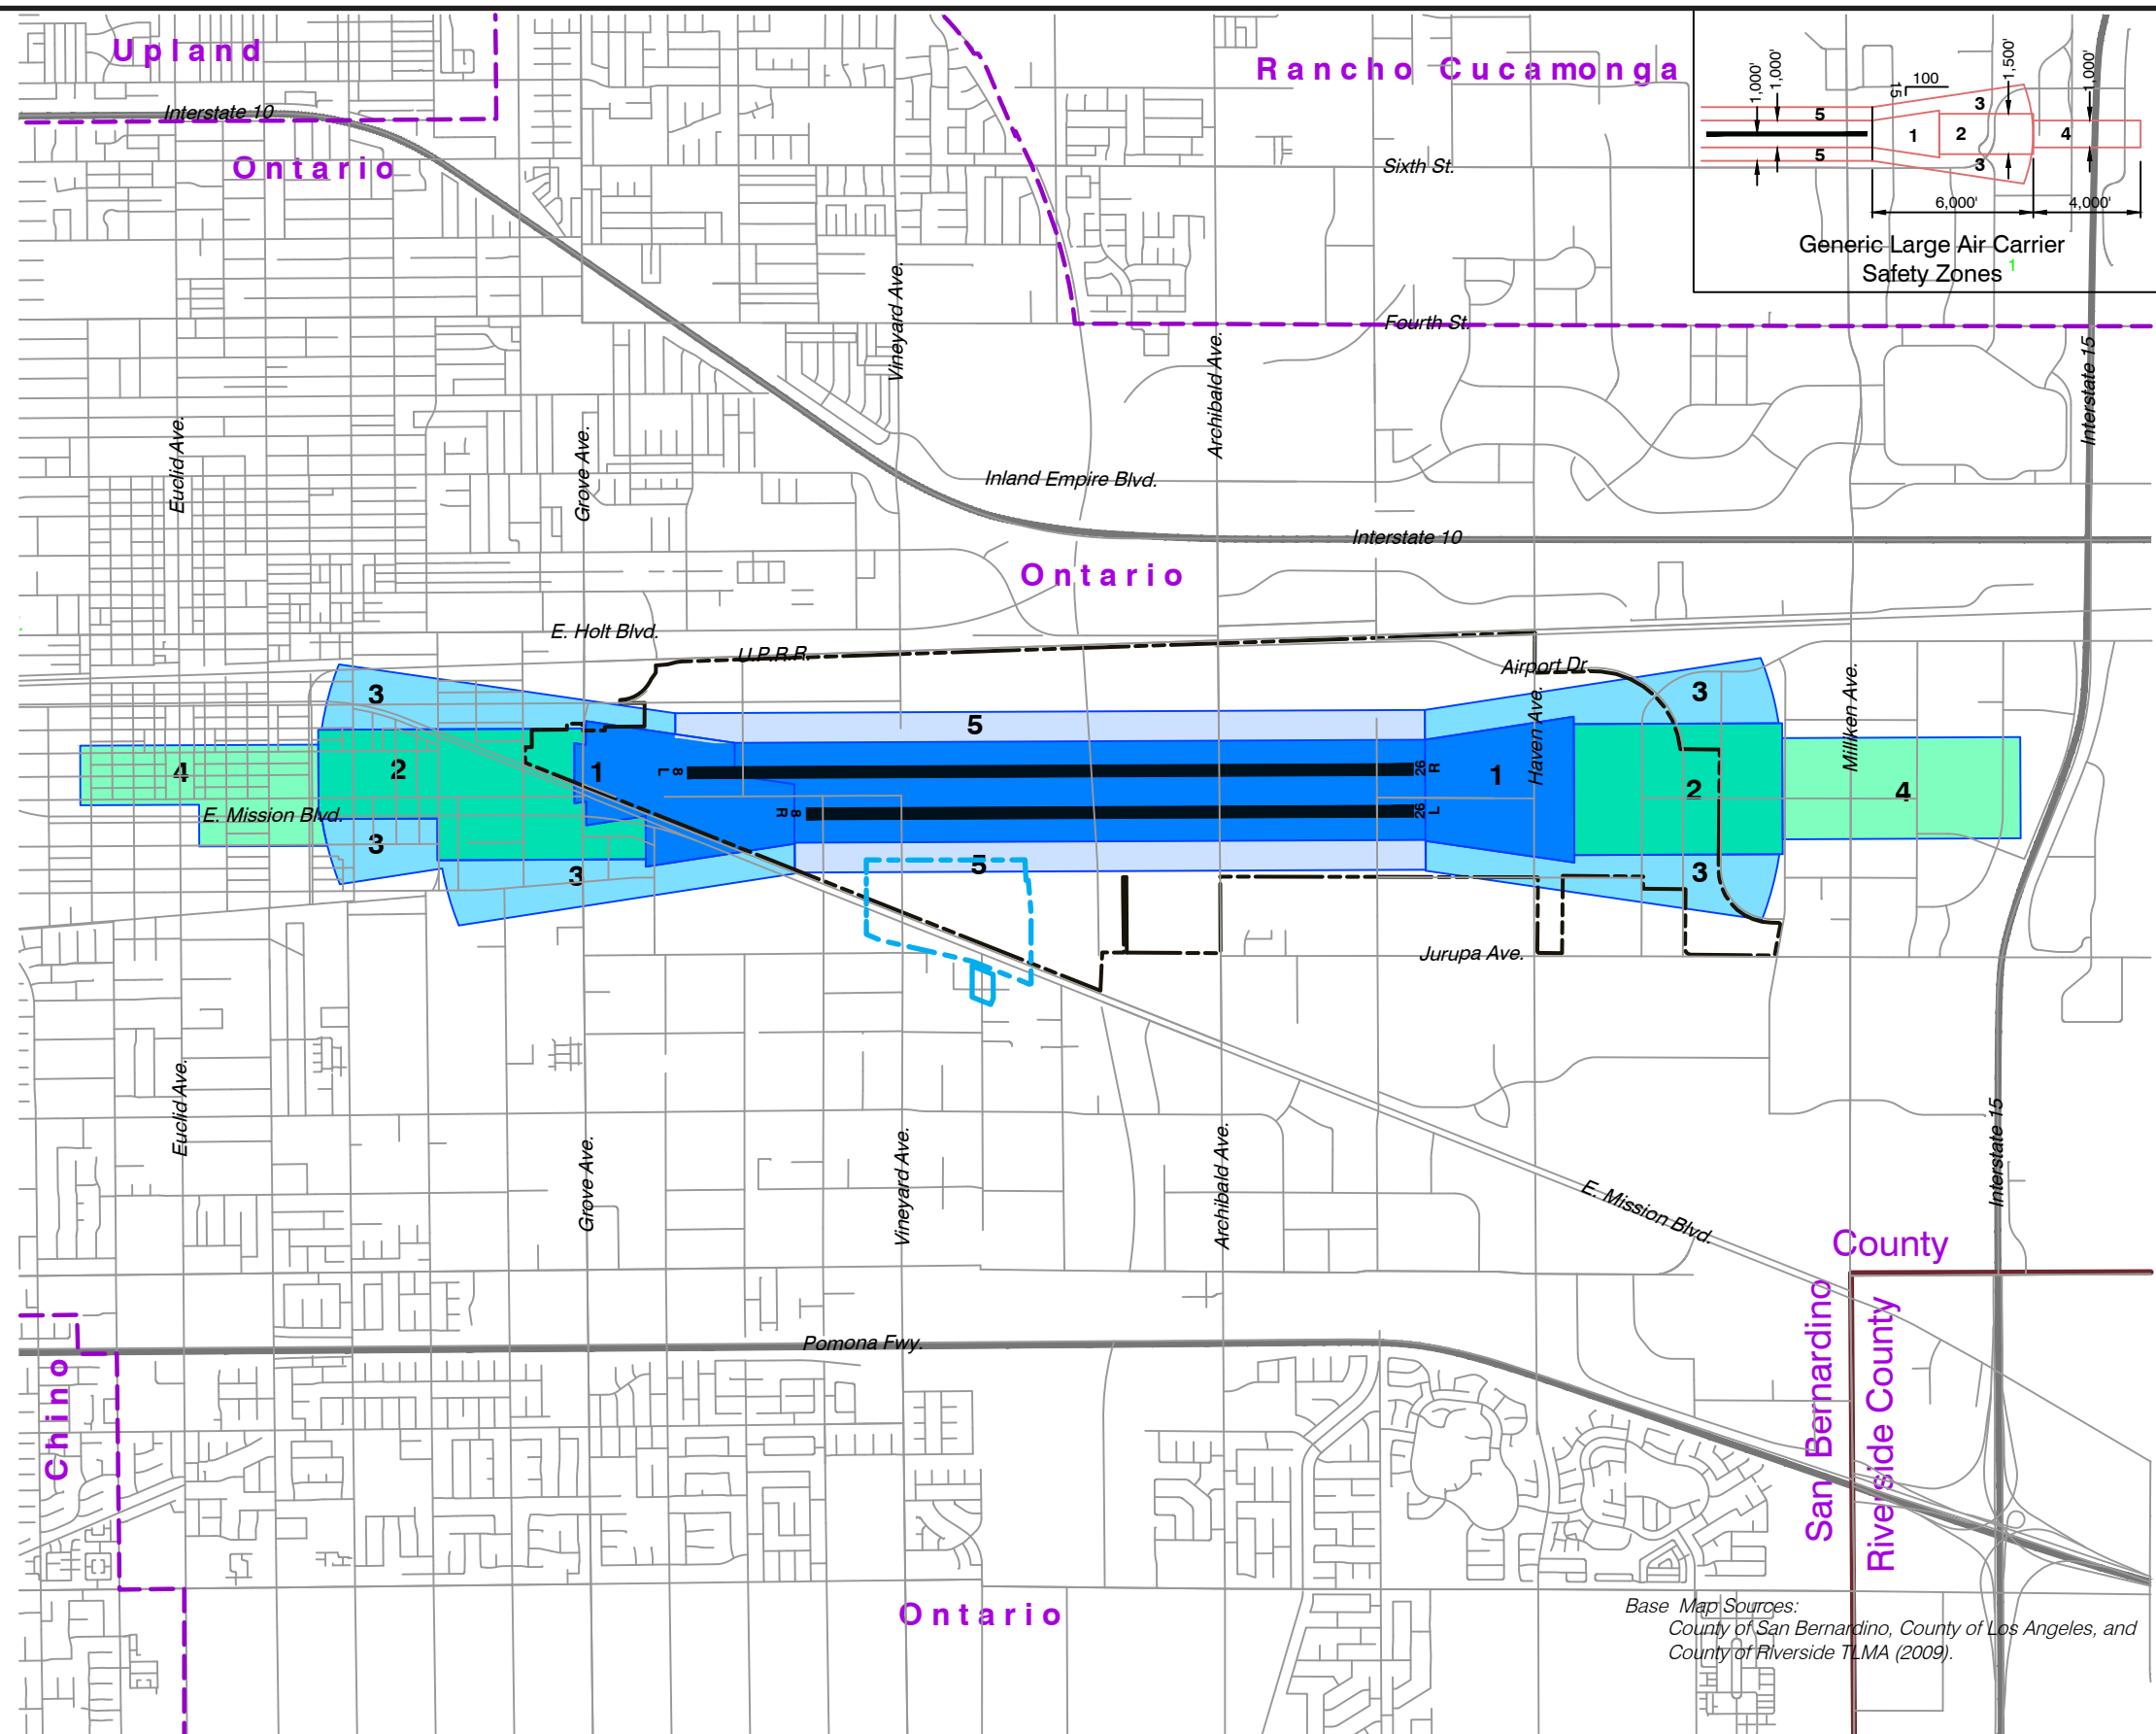 Upland
Rancho Cucamonga
Interstate 10
Ontario
Sixth St.
1,000'
1,000'
15
100
1,500'
1,000'
5
3
1
2
4
5
3
6,000'
4,000'
Generic Large Air Carrier
Safety Zones 1
Vineyard Ave.
Fourth St.
Archibald Ave.
Interstate 15
Euclid Ave.
Grove Ave.
Inland Empire Blvd.
Interstate 10
Ontario
E. Holt Blvd.
U.P.R.R.
Airport Dr
Haven Ave.
Milliken Ave.
3
3
5
4
2
1
8 L
26 R
1
2
4
E. Mission Blvd.
8 R
26 L
3
3
5
3
Jurupa Ave.
Euclid Ave.
Grove Ave.
Vineyard Ave.
Archibald Ave.
Interstate 15
E. Mission Blvd.
County
San Bernardino
Riverside County
Pomona Fwy.
Chino
Ontario
Base Map Sources:
County of San Bernardino, County of Los Angeles, and
County of Riverside TLMA (2009).